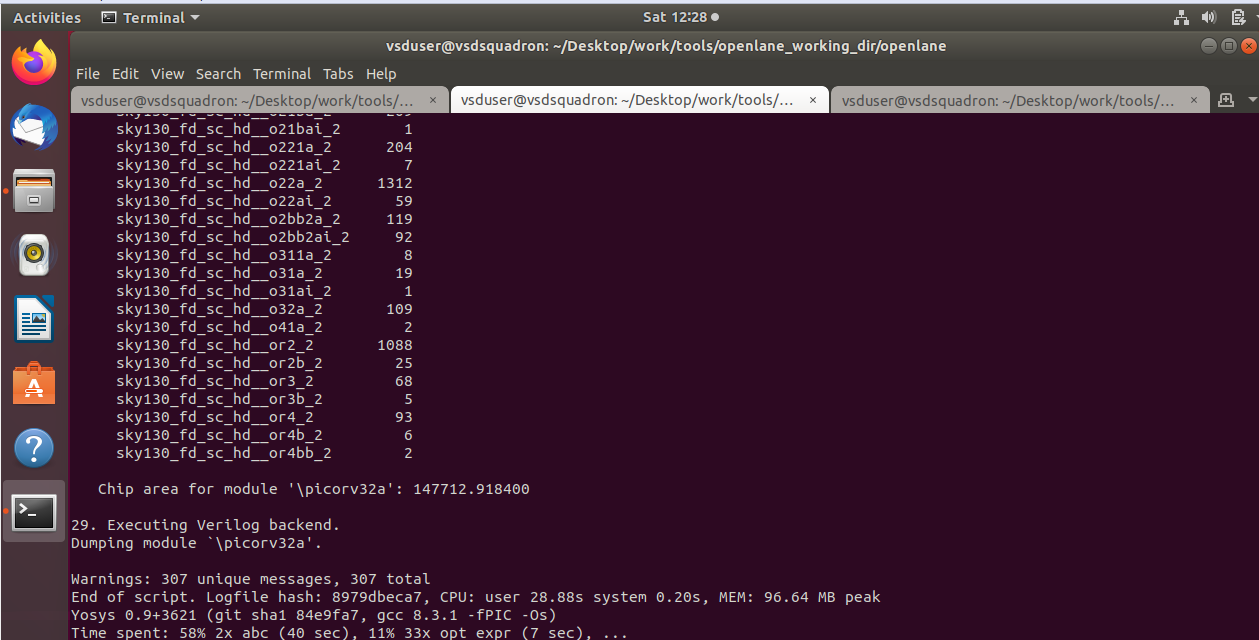 Activities Terminal Sat 12:28
vsduser@vsdsquadron: ~/Desktop/work/tools/openlane_working_dir/openlane
File Edit View Search Terminal Tabs Help
vsduser@vsdsquadron: ~/Desktop/work/tools/... × vsduser@vsdsquadron: ~/Desktop/work/tools/... × vsduser@vsdsquadron: ~/Desktop/work/tools/... ×
sky130_fd_sc_hd__o21bai_2 1
sky130_fd_sc_hd__o221a_2 204
sky130_fd_sc_hd__o221ai_2 7
sky130_fd_sc_hd__o22a_2 1312
sky130_fd_sc_hd__o22ai_2 59
sky130_fd_sc_hd__o2bb2a_2 119
sky130_fd_sc_hd__o2bb2ai_2 92
sky130_fd_sc_hd__o311a_2 8
sky130_fd_sc_hd__o31a_2 19
sky130_fd_sc_hd__o31ai_2 1
sky130_fd_sc_hd__o32a_2 109
sky130_fd_sc_hd__o41a_2 2
sky130_fd_sc_hd__or2_2 1088
sky130_fd_sc_hd__or2b_2 25
sky130_fd_sc_hd__or3_2 68
sky130_fd_sc_hd__or3b_2 5
sky130_fd_sc_hd__or4_2 93
sky130_fd_sc_hd__or4b_2 6
sky130_fd_sc_hd__or4bb_2 2
Chip area for module '\picorv32a': 147712.918400
29. Executing Verilog backend.
Dumping module `\picorv32a'.
Warnings: 307 unique messages, 307 total
End of script. Logfile hash: 8979dbeca7, CPU: user 28.88s system 0.20s, MEM: 96.64 MB peak
Yosys 0.9+3621 (git sha1 84e9fa7, gcc 8.3.1 -fPIC -Os)
Time spent: 58% 2x abc (40 sec), 11% 33x opt_expr (7 sec), ...